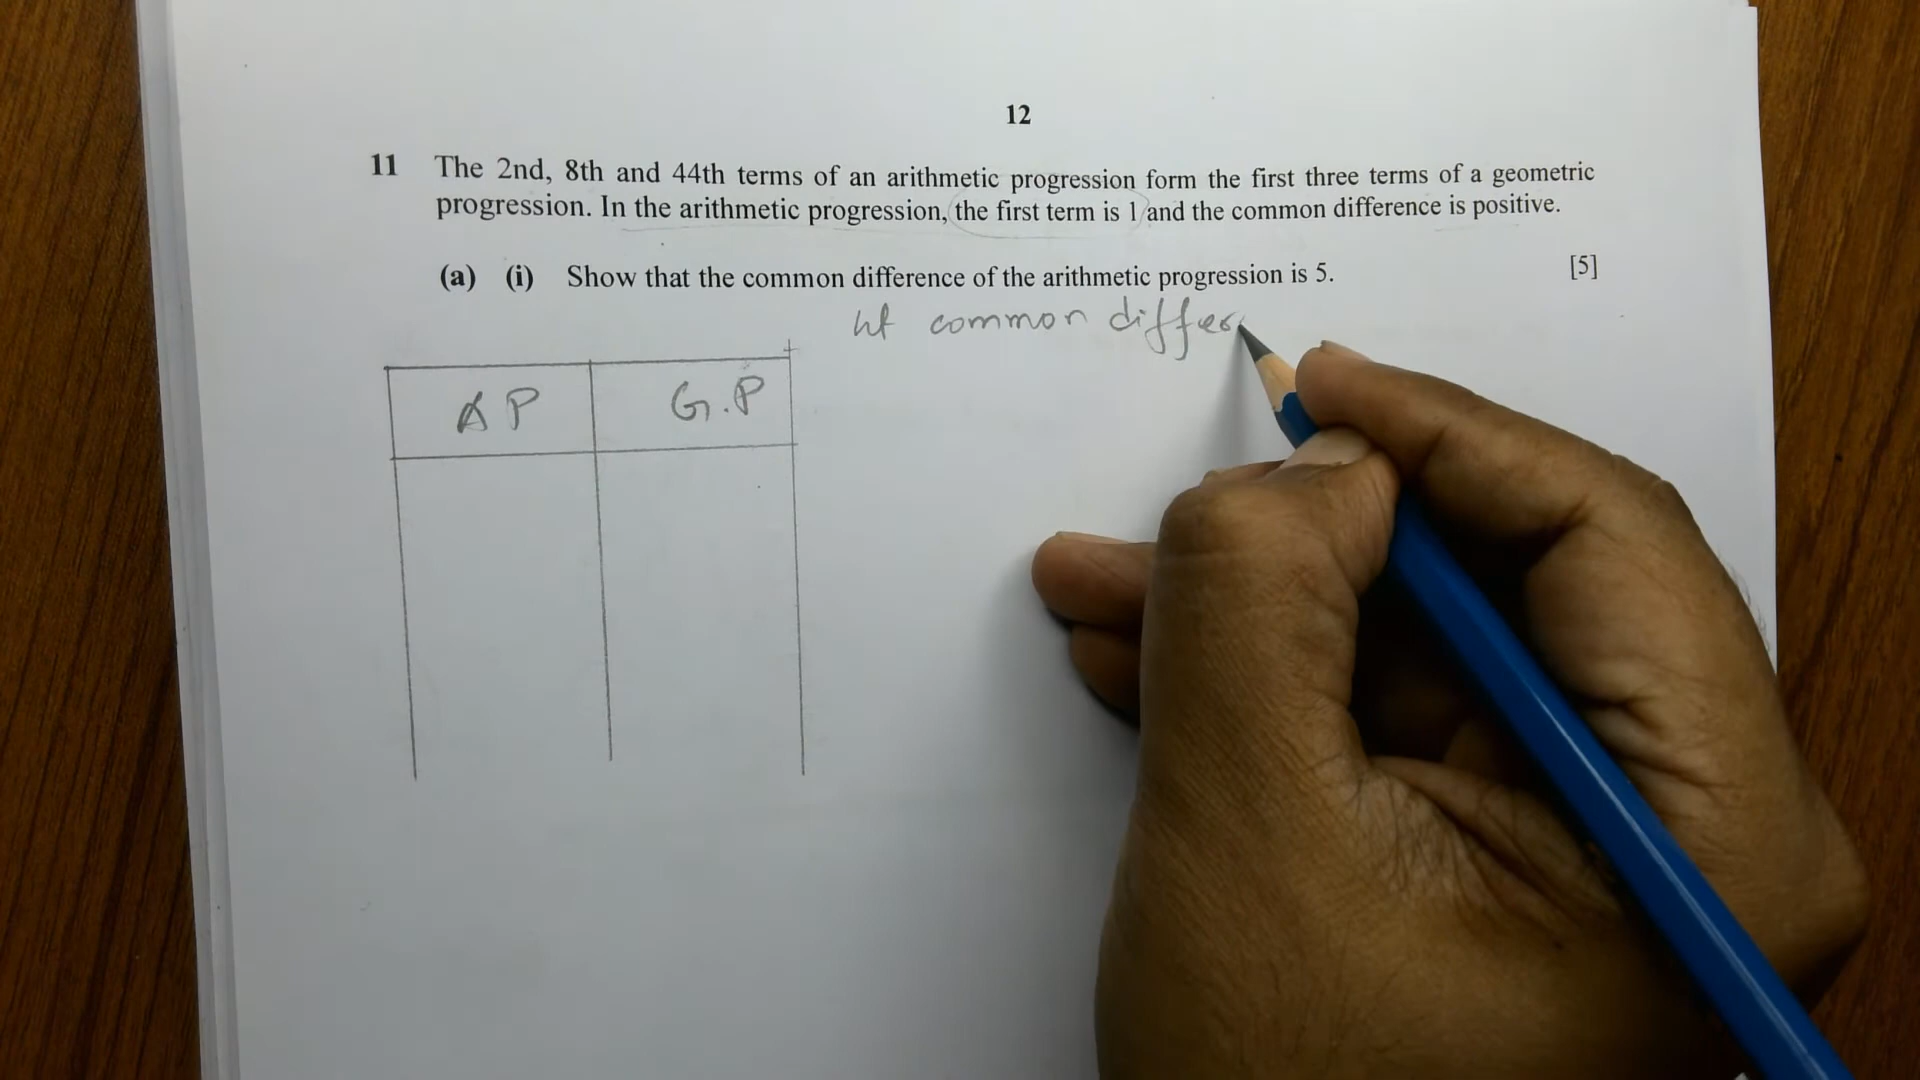 12
11 The 2nd, 8th and 44th terms of an arithmetic progression form the first three terms of a geometric
progression. In the arithmetic progression, the first term is 1 and the common difference is positive.
(a) (i) Show that the common difference of the arithmetic progression is 5. [5]
common differ
AP G.P